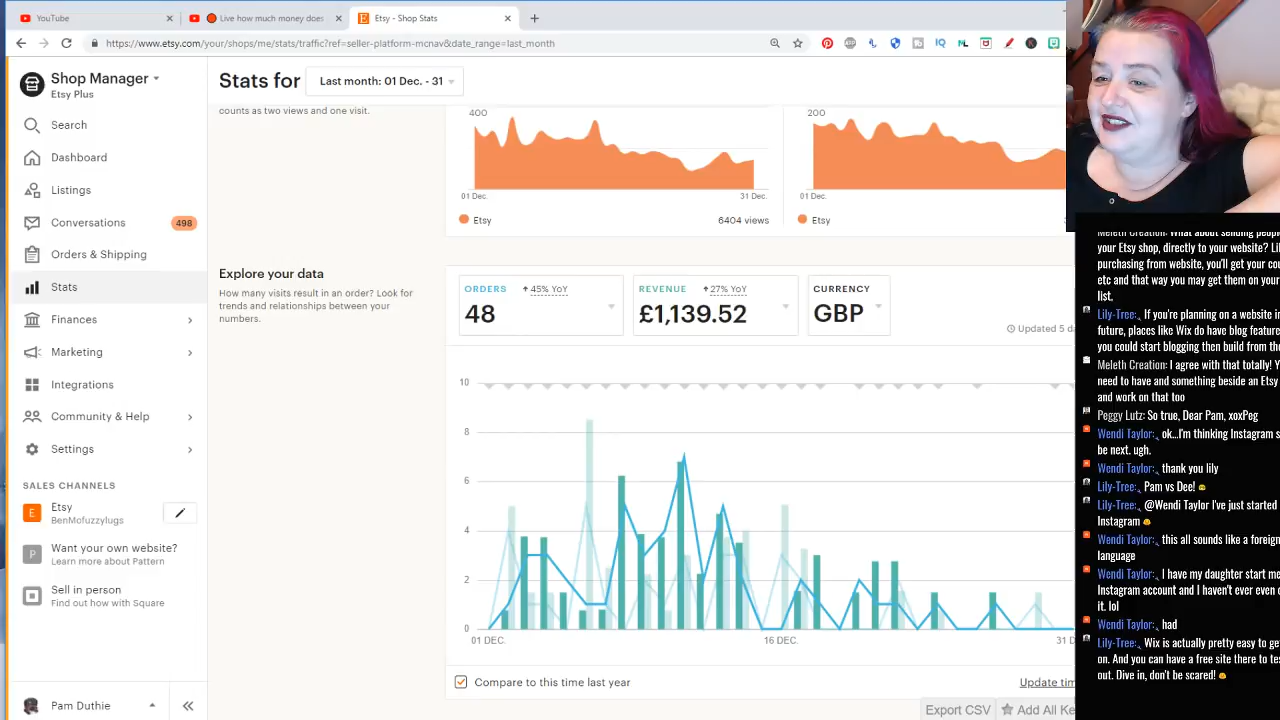 YouTube
Live how much money does
Etsy - Shop Stats
https://www.etsy.com/your/shops/me/stats/traffic?ref=seller-platform-mcnav&date_range=last_month
Shop Manager
Etsy Plus
Search
Dashboard
Listings
Conversations 498
Orders & Shipping
Stats
Finances
Marketing
Integrations
Community & Help
Settings
SALES CHANNELS
Etsy
BenMofuzzylugs
Want your own website?
Learn more about Pattern
Sell in person
Find out how with Square
Pam Duthie
Stats for Last month: 01 Dec. - 31
counts as two views and one visit.
400
01 Dec. 31 Dec.
Etsy 6404 views
200
01 Dec.
Etsy
Explore your data
How many visits result in an order? Look for
trends and relationships between your
numbers.
ORDERS 45% YoY
48
REVENUE 27% YoY
£1,139.52
CURRENCY
GBP
Updated 5 da
10
8
6
4
2
0
01 DEC. 16 DEC. 31 D
Compare to this time last year
Update tim
Export CSV Add All Ke
Meleth Creation: What about sending people
your Etsy shop, directly to your website? Li
purchasing from website, you'll get your cou
etc and that way you may get them on your
list.
Lily-Tree: If you're planning on a website in
future, places like Wix do have blog feature
you could start blogging then build from the
Meleth Creation: I agree with that totally! Y
need to have and something beside an Etsy
and work on that too
Peggy Lutz: So true, Dear Pam, xoxPeg
Wendi Taylor: ok...I'm thinking Instagram s
be next. ugh.
Wendi Taylor: thank you lily
Lily-Tree: Pam vs Dee!
Lily-Tree: @Wendi Taylor I've just started
Instagram
Wendi Taylor: this all sounds like a foreign
language
Wendi Taylor: I have my daughter start me
Instagram account and I haven't ever even o
it. lol
Wendi Taylor: had
Lily-Tree: Wix is actually pretty easy to ge
on. And you can have a free site there to tes
out. Dive in, don't be scared!